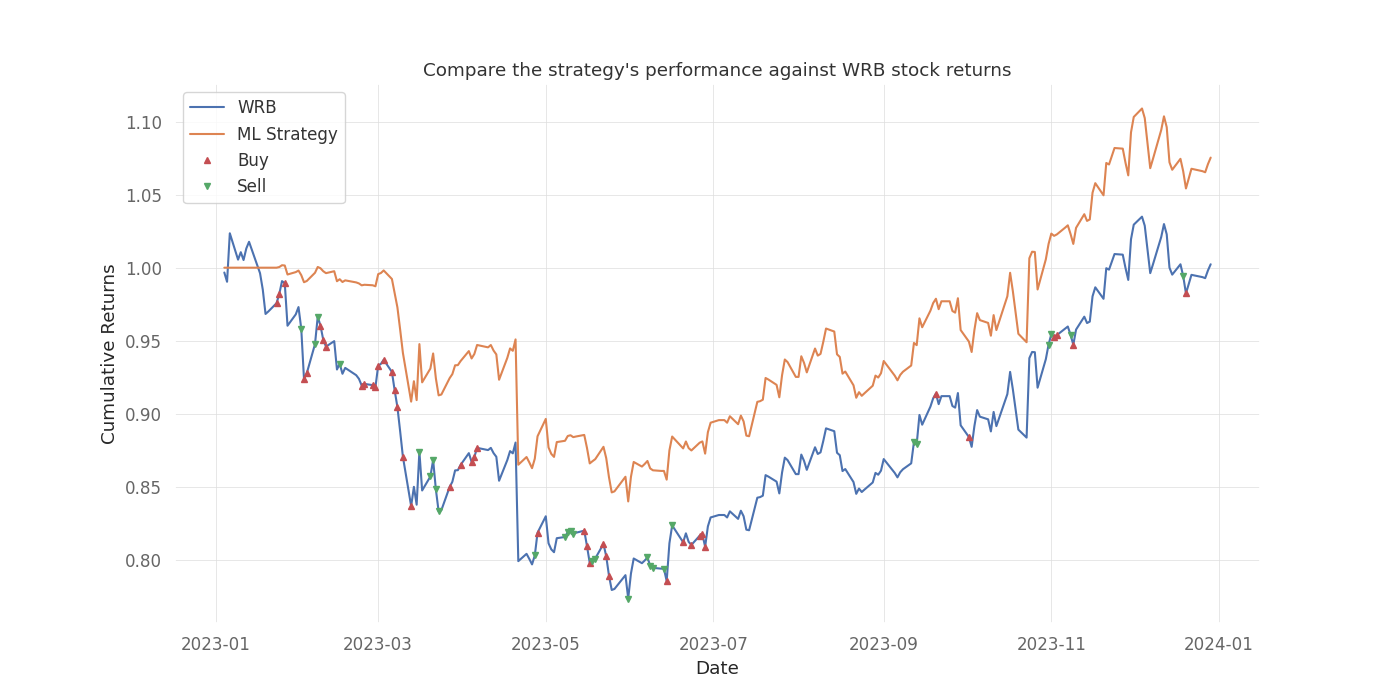 Compare the strategy's performance against WRB stock returns
WRB
ML Strategy
Buy
Sell
Cumulative Returns
1.10
1.05
1.00
0.95
0.90
0.85
0.80
2023-01 2023-03 2023-05 2023-07 2023-09 2023-11 2024-01
Date